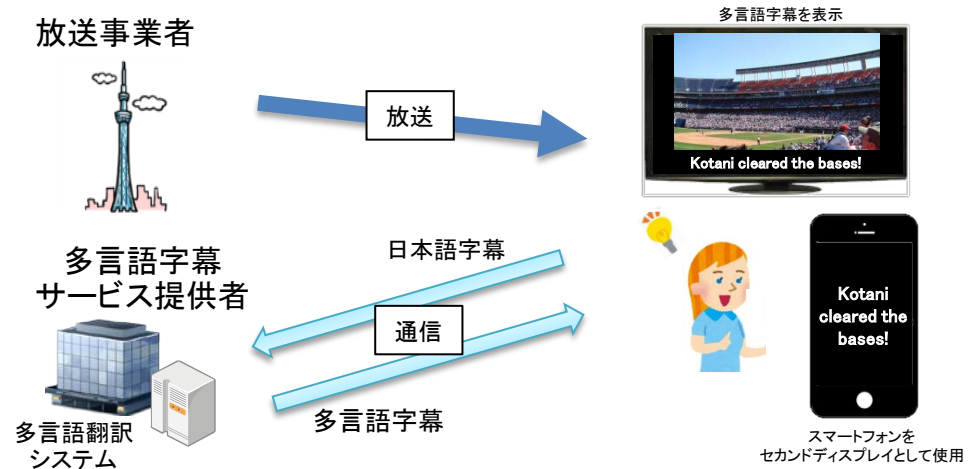 放送事業者
放送
多言語字幕を表示
Kotani cleared the bases!
多言語字幕
サービス提供者
日本語字幕
通信
多言語字幕
多言語翻訳
システム
Kotani
cleared the
bases!
スマートフォンを
セカンドディスプレイとして使用